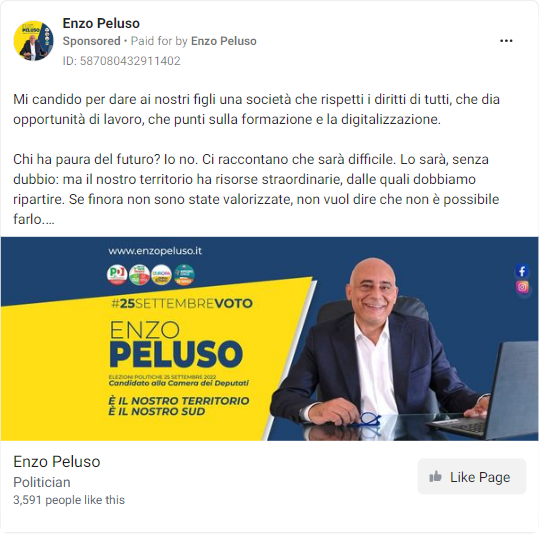 Enzo Peluso
Sponsored • Paid for by Enzo Peluso
ID: 587080432911402
Mi candido per dare ai nostri figli una società che rispetti i diritti di tutti, che dia
opportunità di lavoro, che punti sulla formazione e la digitalizzazione.
Chi ha paura del futuro? Io no. Ci raccontano che sarà difficile. Lo sarà, senza
dubbio: ma il nostro territorio ha risorse straordinarie, dalle quali dobbiamo
ripartire. Se finora non sono state valorizzate, non vuol dire che non è possibile
farlo....
www.enzopeluso.it
PD
#25SETTEMBREVOTO
ENZO
PELUSO
ELEZIONI POLITICHE 25 SETTEMBRE 2022
Candidato alla Camera dei Deputati
È IL NOSTRO TERRITORIO
È IL NOSTRO SUD
Enzo Peluso
Politician
3,591 people like this
Like Page